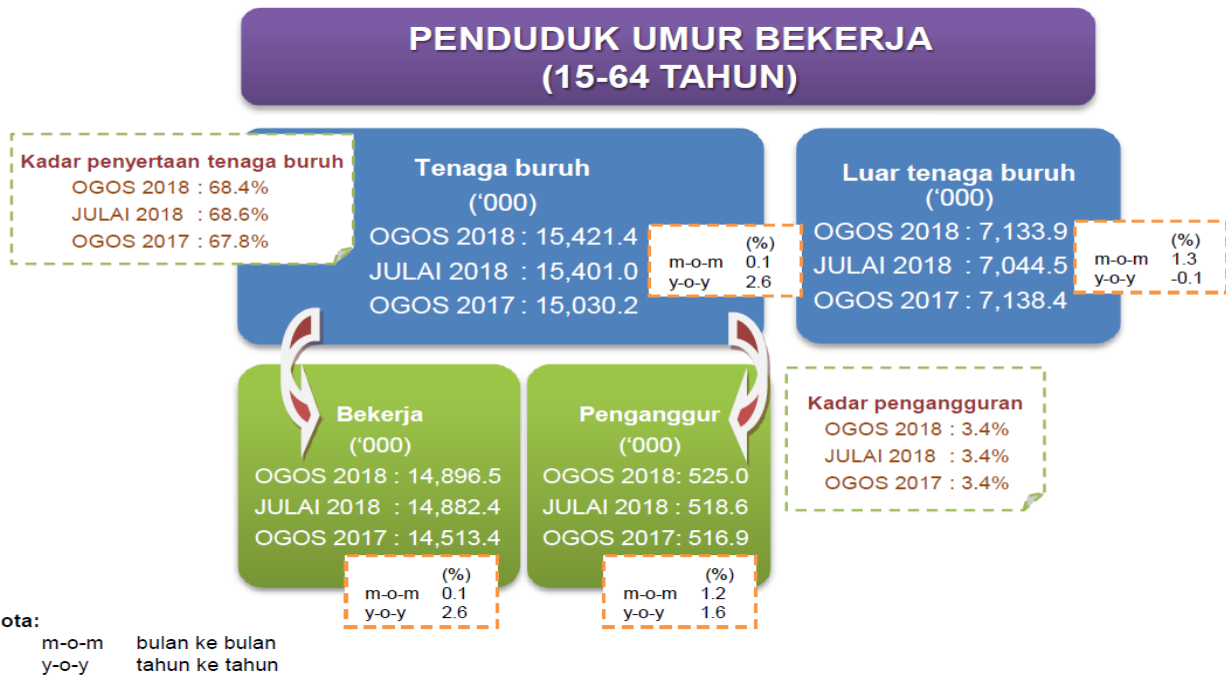 PENDUDUK UMUR BEKERJA
(15-64 TAHUN)
Kadar penyertaan tenaga buruh
OGOS 2018 : 68.4%
JULAI 2018 : 68.6%
OGOS 2017 : 67.8%
Tenaga buruh
(‘000)
OGOS 2018 : 15,421.4
JULAI 2018 : 15,401.0
OGOS 2017 : 15,030.2
(%)
m-o-m 0.1
y-o-y 2.6
Luar tenaga buruh
(‘000)
OGOS 2018 : 7,133.9
JULAI 2018 : 7,044.5
OGOS 2017 : 7,138.4
(%)
m-o-m 1.3
y-o-y -0.1
Bekerja
(‘000)
OGOS 2018 : 14,896.5
JULAI 2018 : 14,882.4
OGOS 2017 : 14,513.4
(%)
m-o-m 0.1
y-o-y 2.6
Penganggur
(‘000)
OGOS 2018: 525.0
JULAI 2018 : 518.6
OGOS 2017: 516.9
(%)
m-o-m 1.2
y-o-y 1.6
Kadar pengangguran
OGOS 2018 : 3.4%
JULAI 2018 : 3.4%
OGOS 2017 : 3.4%
ota:
m-o-m bulan ke bulan
y-o-y tahun ke tahun